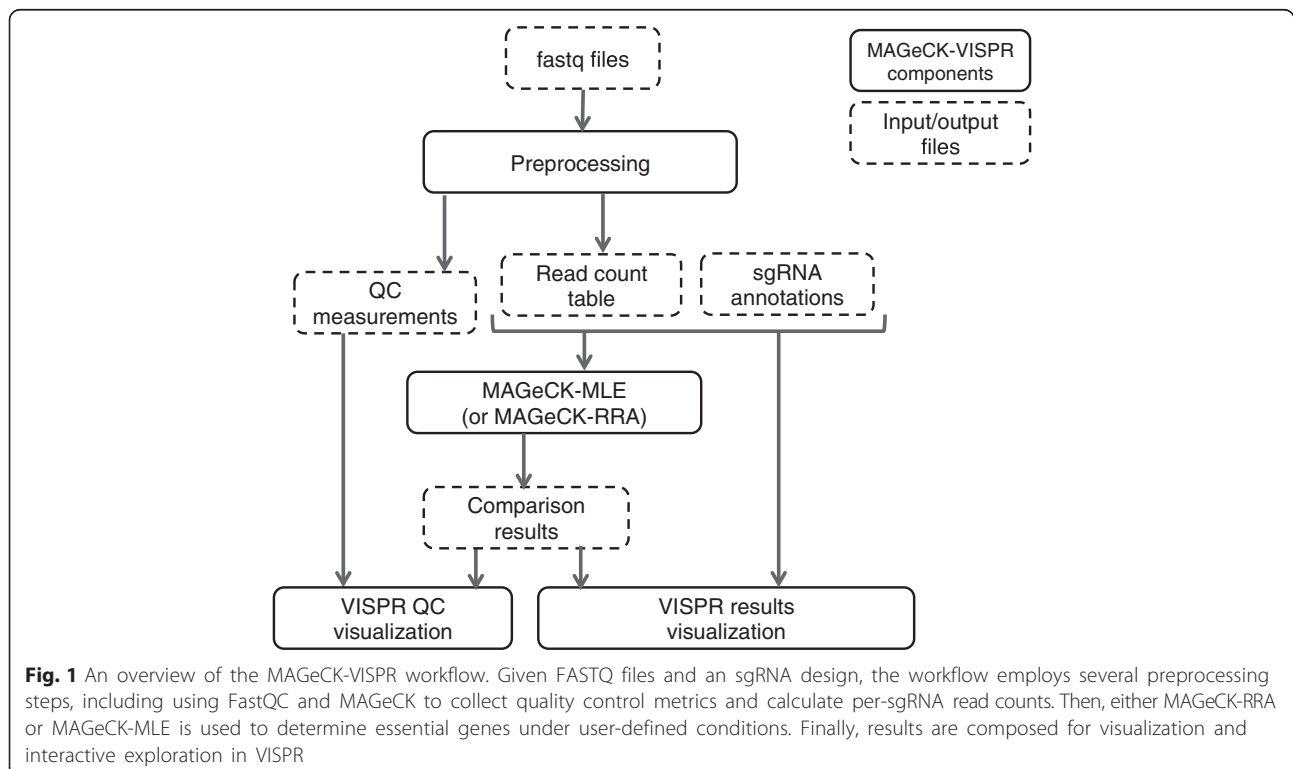 fastq files
MAGeCK-VISPR
components
Input/output
files
Preprocessing
QC
measurements
Read count
table
sgRNA
annotations
MAGeCK-MLE
(or MAGeCK-RRA)
Comparison
results
VISPR QC
visualization
VISPR results
visualization
Fig. 1 An overview of the MAGeCK-VISPR workflow. Given FASTQ files and an sgRNA design, the workflow employs several preprocessing
steps, including using FastQC and MAGeCK to collect quality control metrics and calculate per-sgRNA read counts. Then, either MAGeCK-RRA
or MAGeCK-MLE is used to determine essential genes under user-defined conditions. Finally, results are composed for visualization and
interactive exploration in VISPR